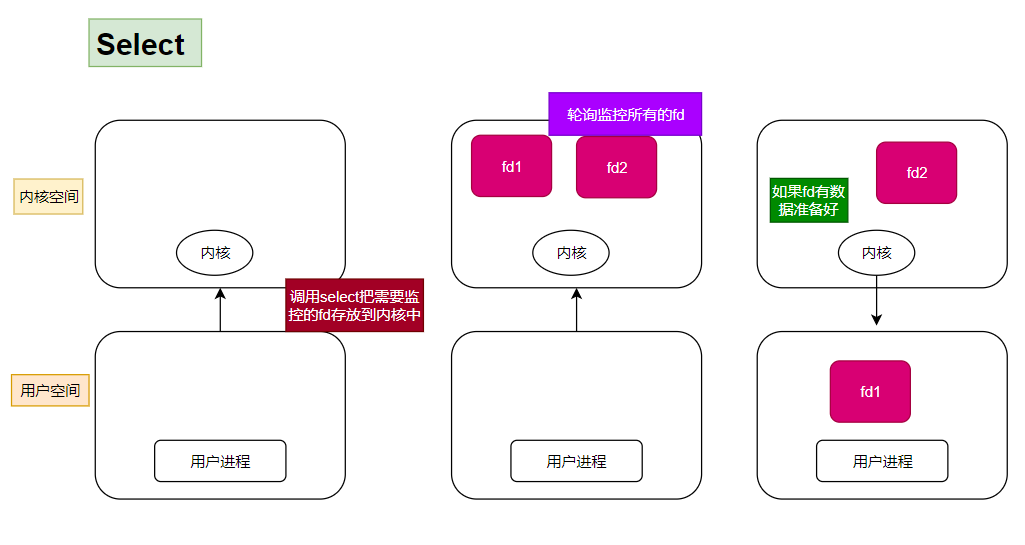 Select
轮询监控所有的fd
fd1
fd2
fd2
内核空间
如果fd有数
据准备好
内核
内核
内核
调用select把需要监
控的fd存放到内核中
用户空间
fd1
用户进程
用户进程
用户进程